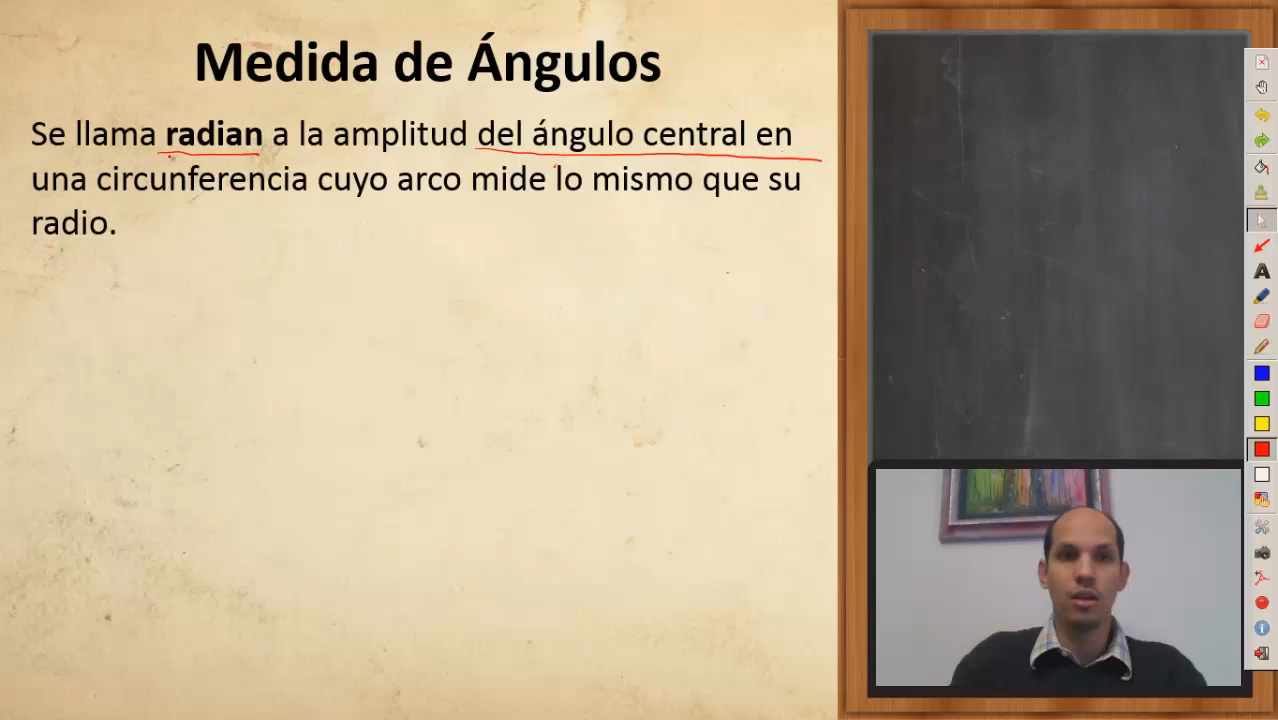 Medida de Ángulos
Se llama radian a la amplitud del ángulo central en
una circunferencia cuyo arco mide lo mismo que su
radio.